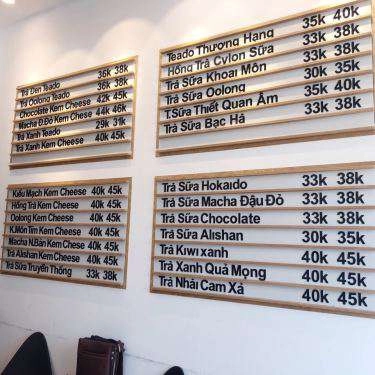 Trà Đen Teado 36k 38k
Trà Oolong Teado 36k 38k
Chocolate Kem Cheese 42k 45k
Macha Đ.Đỏ Kem Cheese 44k 46k
Trà Xanh Teado 29k 31k
Trà Xanh Kem Cheese 40k 45k
Teado Thượng Hạng 35k 40k
Hồng Trà Cylon Sữa 33k 38k
Trà Sữa Khoai Môn 33k 38k
Trà Sữa Oolong 30k 35k
T.Sữa Thiết Quan Âm 35k 40k
Trà Sữa Bạc Hà 33k 38k
Kiều Mạch Kem Cheese 40k 45k
Hồng Trà Kem Cheese 40k 45k
Oolong Kem Cheese 40k 45k
K.Môn Tím Kem Cheese 40k 45k
Macha N.Bản Kem Cheese 40k 45k
Trà Alishan Kem Cheese 40k 45k
Trà Sữa Truyền Thống 33k 38k
Trà Sữa Hokaido 33k 38k
Trà Sữa Macha Đậu Đỏ 33k 38k
Trà Sữa Chocolate 33k 38k
Trà Sữa Alishan 30k 35k
Trà Kiwi xanh 40k 45k
Trà Xanh Quả Mọng 40k 45k
Trà Nhài Cam Xả 40k 45k